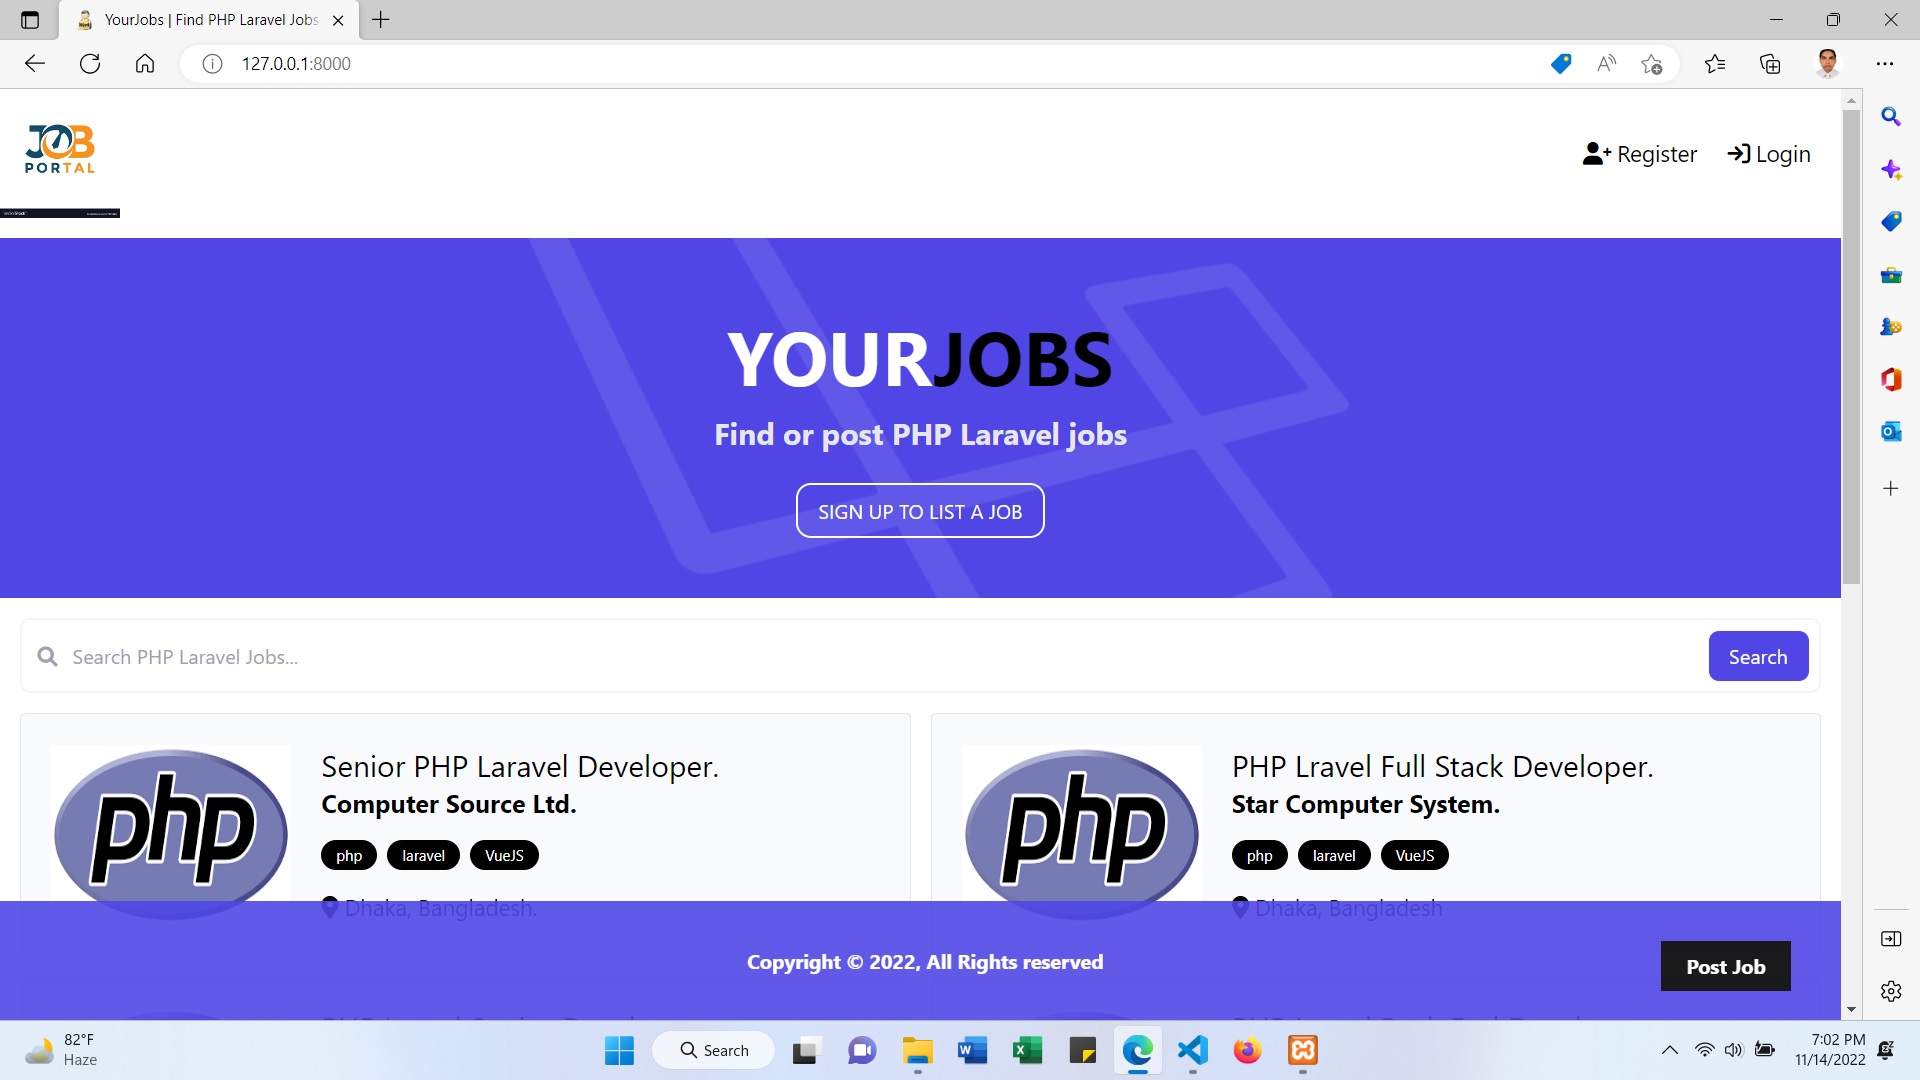 YourJobs | Find PHP Laravel Jobs
127.0.0.1:8000
JOB
PORTAL
Register
Login
YOURJOBS
Find or post PHP Laravel jobs
SIGN UP TO LIST A JOB
Search PHP Laravel Jobs...
Search
php
Senior PHP Laravel Developer.
Computer Source Ltd.
php laravel VueJS
Dhaka, Bangladesh.
php
PHP Lravel Full Stack Developer.
Star Computer System.
php laravel VueJS
Dhaka, Bangladesh
Copyright © 2022, All Rights reserved
Post Job
82°F
Haze
Search
7:02 PM
11/14/2022